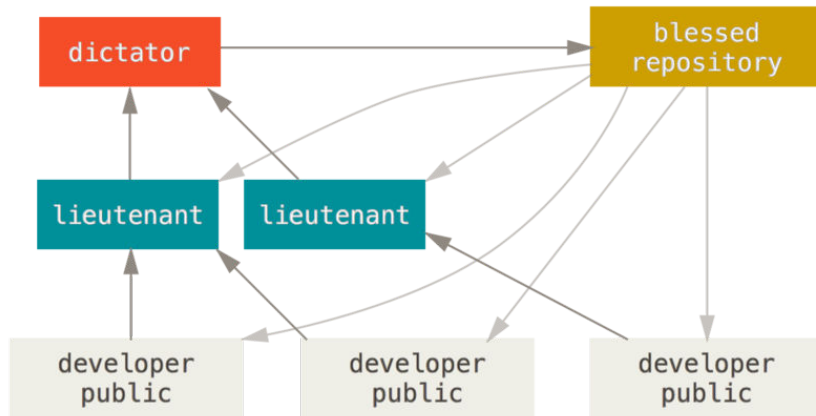 dictator
blessed
repository
lieutenant
lieutenant
developer
public
developer
public
developer
public